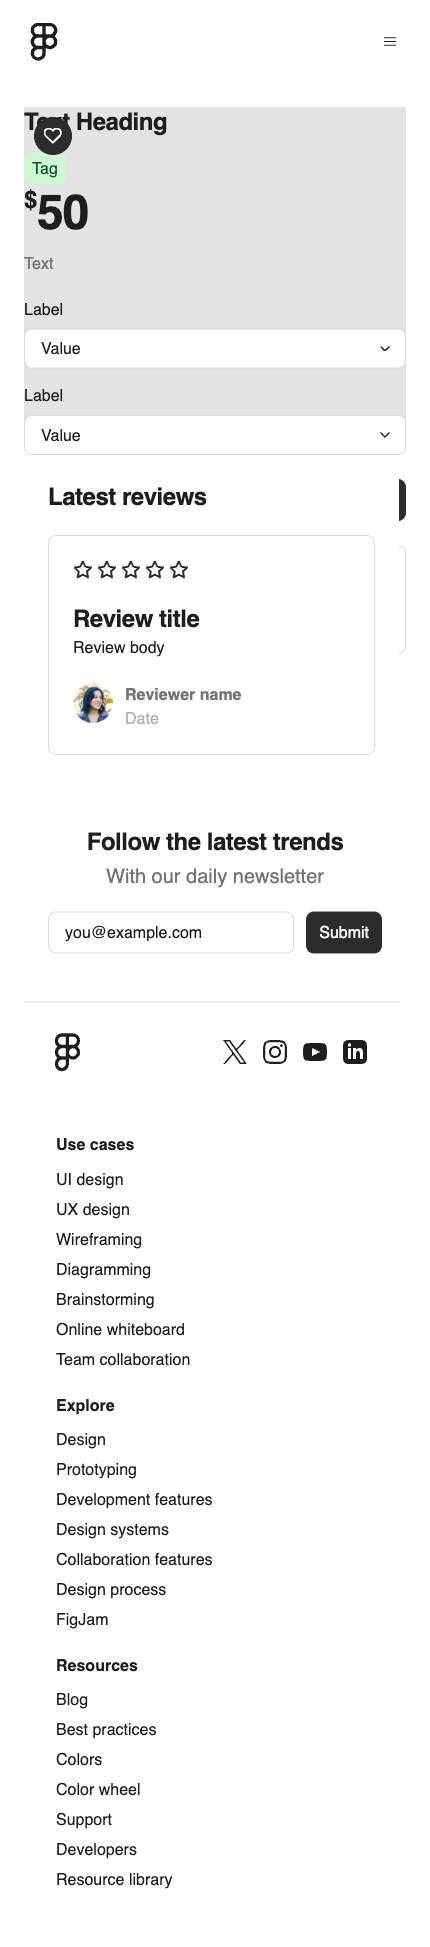 Text Heading
Tag
$50
Text
Label
Value
Label
Value
Latest reviews
Review title
Review body
Reviewer name
Date
Follow the latest trends
With our daily newsletter
you@example.com
Submit
Use cases
UI design
UX design
Wireframing
Diagramming
Brainstorming
Online whiteboard
Team collaboration
Explore
Design
Prototyping
Development features
Design systems
Collaboration features
Design process
FigJam
Resources
Blog
Best practices
Colors
Color wheel
Support
Developers
Resource library